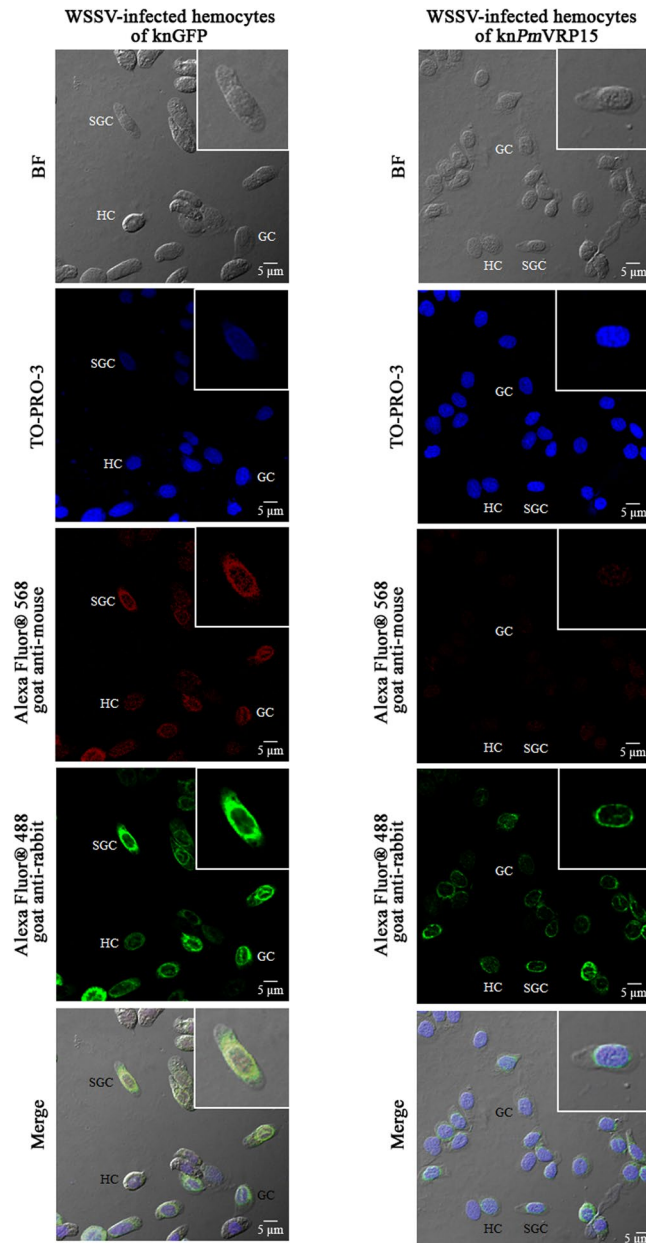 WSSV-infected hemocytes
of knGFP
WSSV-infected hemocytes
of knPmVRP15
BF
SGC
HC
GC
5 µm
BF
GC
HC
SGC
5 µm
TO-PRO-3
SGC
HC
GC
5 µm
TO-PRO-3
GC
HC
SGC
5 µm
Alexa Fluor® 568
goat anti-mouse
SGC
HC
GC
5 µm
Alexa Fluor® 568
goat anti-mouse
GC
HC
SGC
5 µm
Alexa Fluor® 488
goat anti-rabbit
SGC
HC
GC
5 µm
Alexa Fluor® 488
goat anti-rabbit
GC
HC
SGC
5 µm
Merge
SGC
HC
GC
5 µm
Merge
GC
HC
SGC
5 µm